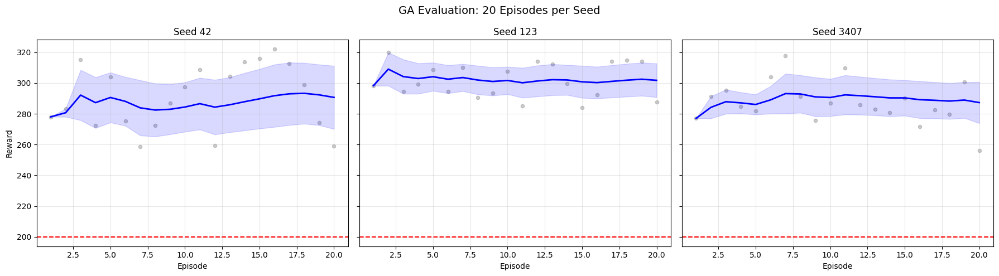 GA Evaluation: 20 Episodes per Seed
Seed 42
Seed 123
Seed 3407
Reward
320
300
280
260
240
220
200
2.5 5.0 7.5 10.0 12.5 15.0 17.5 20.0
2.5 5.0 7.5 10.0 12.5 15.0 17.5 20.0
2.5 5.0 7.5 10.0 12.5 15.0 17.5 20.0
Episode
Episode
Episode